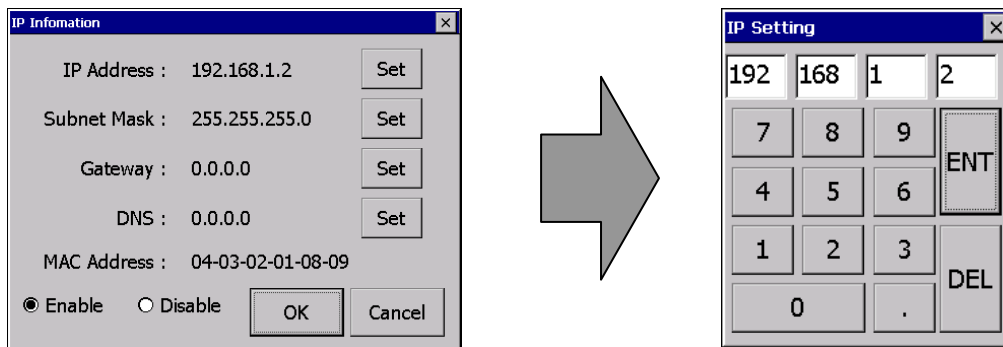 IP Infomation
IP Address : 192.168.1.2 Set
Subnet Mask : 255.255.255.0 Set
Gateway : 0.0.0.0 Set
DNS : 0.0.0.0 Set
MAC Address : 04-03-02-01-08-09
Enable Disable OK Cancel
IP Setting
192 168 1 2
7 8 9 ENT
4 5 6
1 2 3 DEL
0 .